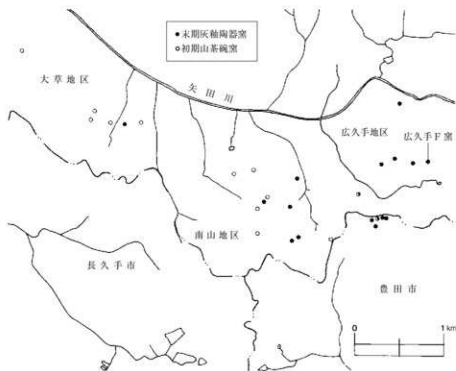 ●末期灰釉陶器窯
○初期山茶碗窯
大草地区
矢田川
広久手地区
広久手F窯
南山地区
長久手市
豊田市
0 1km